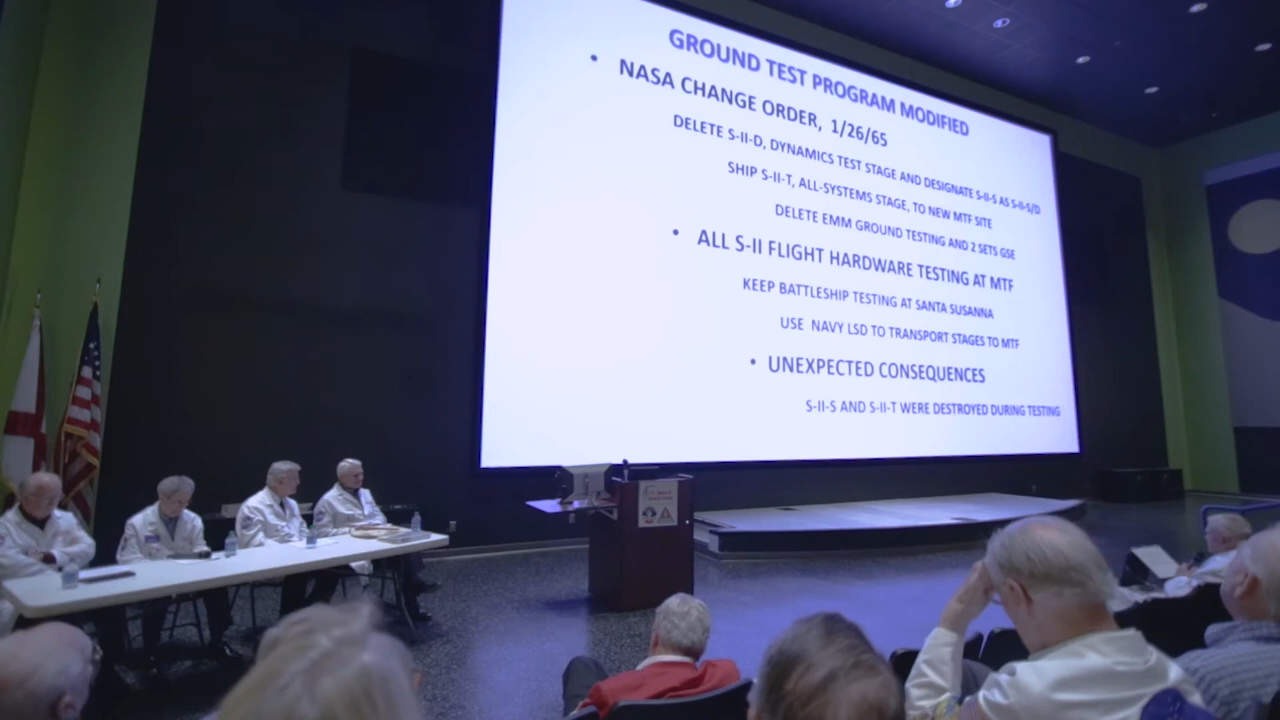 GROUND TEST PROGRAM MODIFIED
• NASA CHANGE ORDER, 1/26/65
DELETE S-II-D, DYNAMICS TEST STAGE AND DESIGNATE S-II-S AS S-II-S/D
SHIP S-II-T, ALL-SYSTEMS STAGE, TO NEW MTF SITE
DELETE EMM GROUND TESTING AND 2 SETS GSE
• ALL S-II FLIGHT HARDWARE TESTING AT MTF
KEEP BATTLESHIP TESTING AT SANTA SUSANNA
USE NAVY LSD TO TRANSPORT STAGES TO MTF
• UNEXPECTED CONSEQUENCES
S-II-S AND S-II-T WERE DESTROYED DURING TESTING